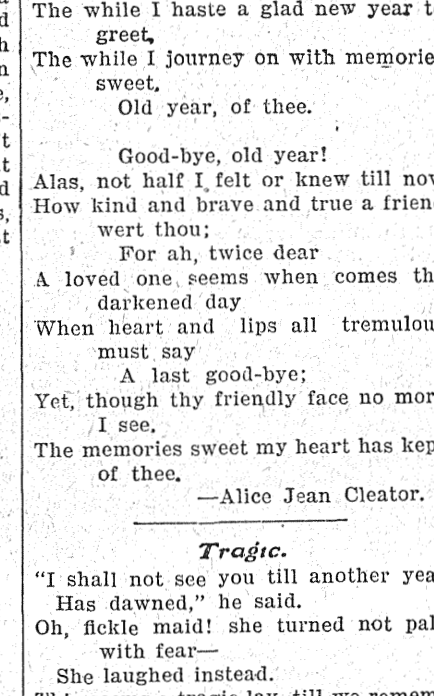 The while I haste a glad new year t
greet,
The while I journey on with memorie
sweet,
Old year, of thee.
Good-bye, old year!
Alas, not half I felt or knew till nov
How kind and brave and true a frien
wert thou;
For ah, twice dear
A loved one seems when comes th
darkened day
When heart and lips all tremulou
must say
A last good-bye;
Yet, though thy friendly face no mor
I see.
The memories sweet my heart has kep
of thee.
—Alice Jean Cleator.
Tragic.
"I shall not see you till another yea
Has dawned," he said.
Oh, fickle maid! she turned not pal
with fear—
She laughed instead.